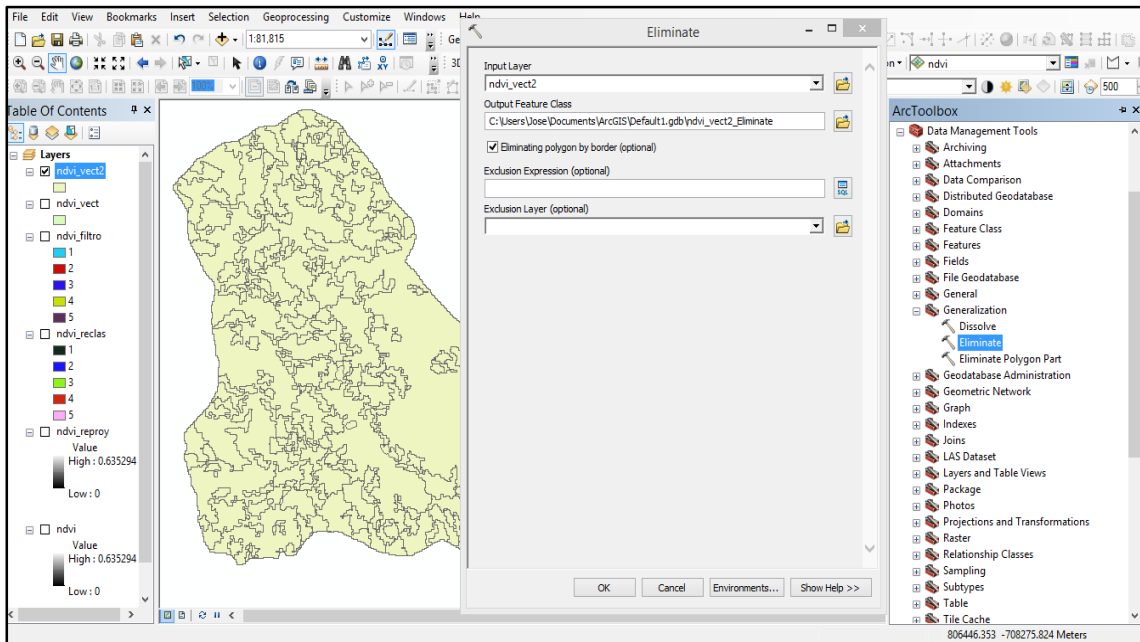 File Edit View Bookmarks Insert Selection Geoprocessing Customize Windows Help
1:81,815
100%
Table Of Contents
Layers
ndvi_vect2
ndvi_vect
ndvi_filtro
1
2
3
4
5
ndvi_reclas
1
2
3
4
5
ndvi_reproy
Value
High : 0.635294
Low : 0
ndvi
Value
High : 0.635294
Low : 0
Eliminate
Input Layer
ndvi_vect2
Output Feature Class
C:\Users\Jose\Documents\ArcGIS\Default1.gdb\ndvi_vect2_Eliminate
Eliminating polygon by border (optional)
Exclusion Expression (optional)
SQL
Exclusion Layer (optional)
OK Cancel Environments... Show Help >>
ndvi
500
ArcToolbox
Data Management Tools
Archiving
Attachments
Data Comparison
Distributed Geodatabase
Domains
Feature Class
Features
Fields
File Geodatabase
General
Generalization
Dissolve
Eliminate
Eliminate Polygon Part
Geodatabase Administration
Geometric Network
Graph
Indexes
Joins
LAS Dataset
Layers and Table Views
Package
Photos
Projections and Transformations
Raster
Relationship Classes
Sampling
Subtypes
Table
Tile Cache
806446.353 -708275.824 Meters